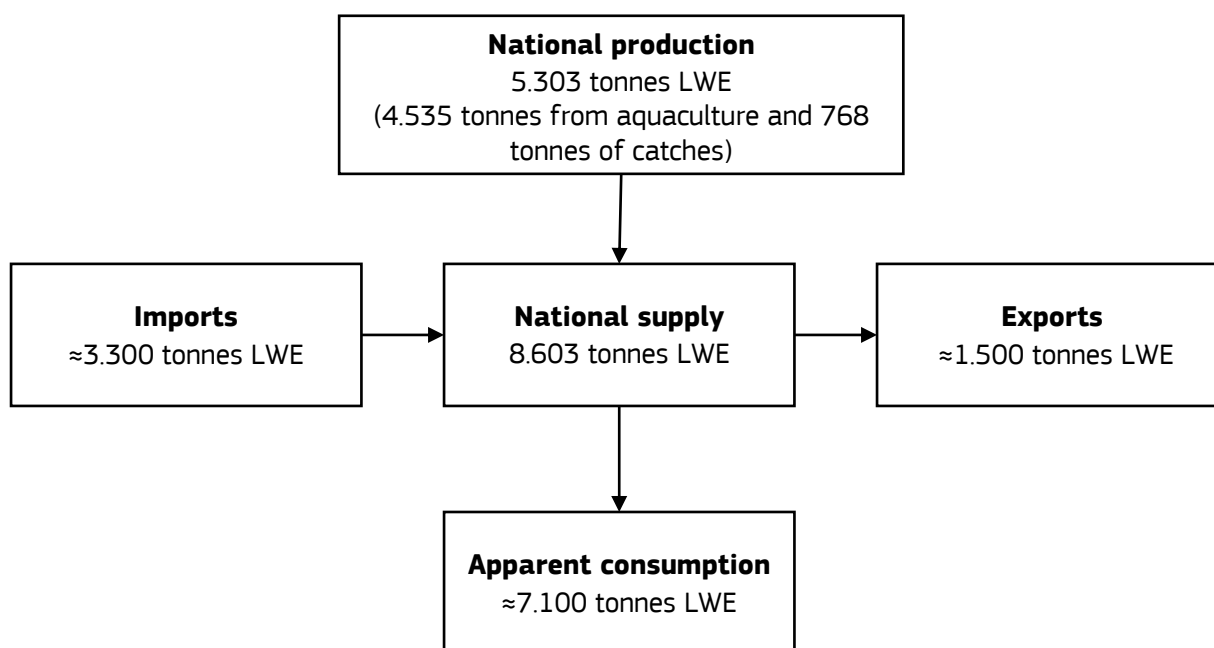 National production
5.303 tonnes LWE
(4.535 tonnes from aquaculture and 768
tonnes of catches)
Imports
≈3.300 tonnes LWE
National supply
8.603 tonnes LWE
Exports
≈1.500 tonnes LWE
Apparent consumption
≈7.100 tonnes LWE